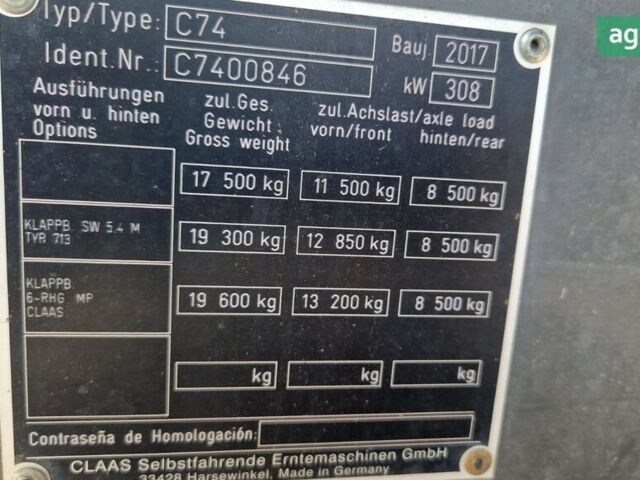 Typ/Type: C74 Bauj. 2017
Ident.Nr.: C7400846 kW 308
Ausführungen vorn u. hinten Options
zul.Ges. Gewicht Gross weight
zul.Achslast/axle load
vorn/front hinten/rear
17 500 kg 11 500 kg 8 500 kg
KLAPPB. SW 5.4 M
TYP 713
19 300 kg 12 850 kg 8 500 kg
KLAPPB.
6-RHG. MP
CLAAS
19 600 kg 13 200 kg 8 500 kg
kg kg kg
Contraseña de Homologación:
CLAAS Selbstfahrende Erntemaschinen GmbH
33428 Harsewinkel, Made in Germany
ag